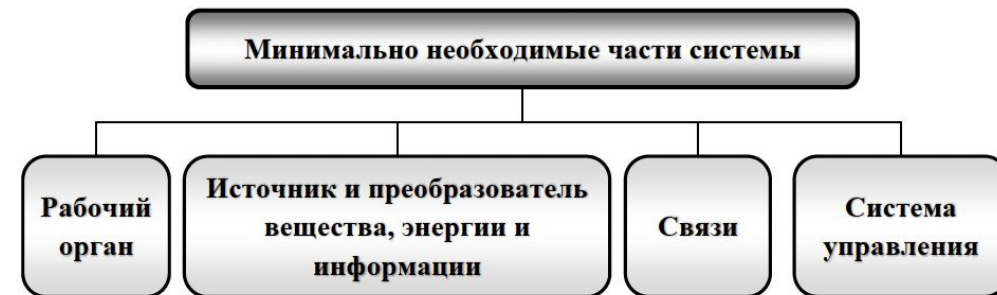 Минимально необходимые части системы
Рабочий
орган
Источник и преобразователь
вещества, энергии и
информации
Связи
Система
управления